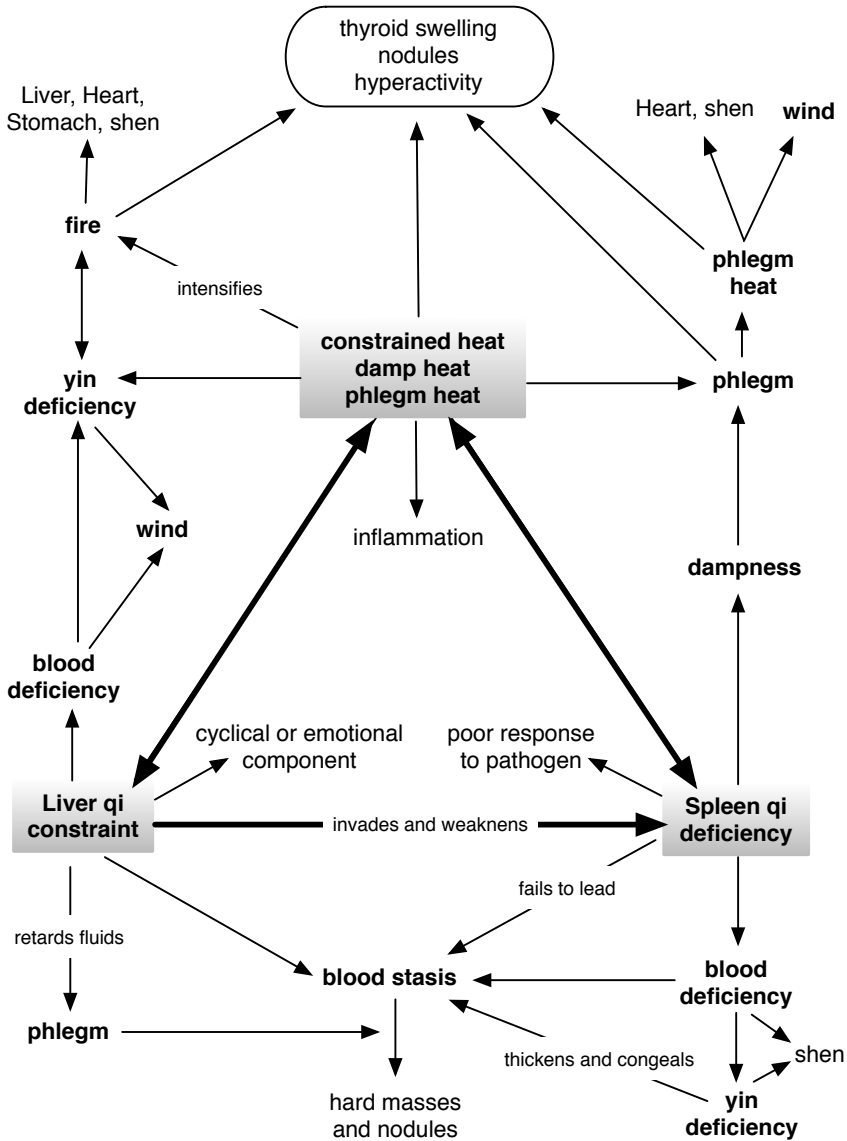 thyroid swelling
nodules
hyperactivity
Liver, Heart,
Stomach, shen
Heart, shen
wind
fire
phlegm
heat
intensifies
constrained heat
damp heat
phlegm heat
yin
deficiency
phlegm
wind
inflammation
dampness
blood
deficiency
cyclical or emotional
component
poor response
to pathogen
Liver qi
constraint
invades and weaknens
Spleen qi
deficiency
fails to lead
retards fluids
blood stasis
blood
deficiency
phlegm
thickens and congeals
shen
hard masses
and nodules
yin
deficiency